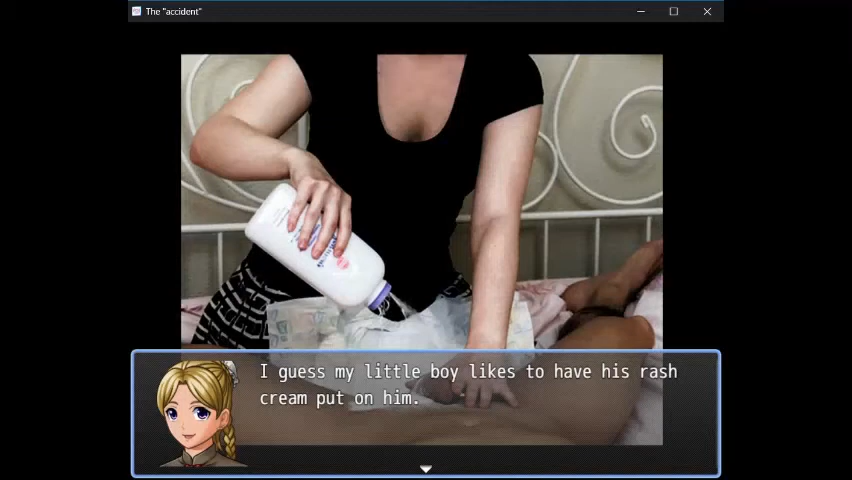 The "accident"
I guess my little boy likes to have his rash
cream put on him.